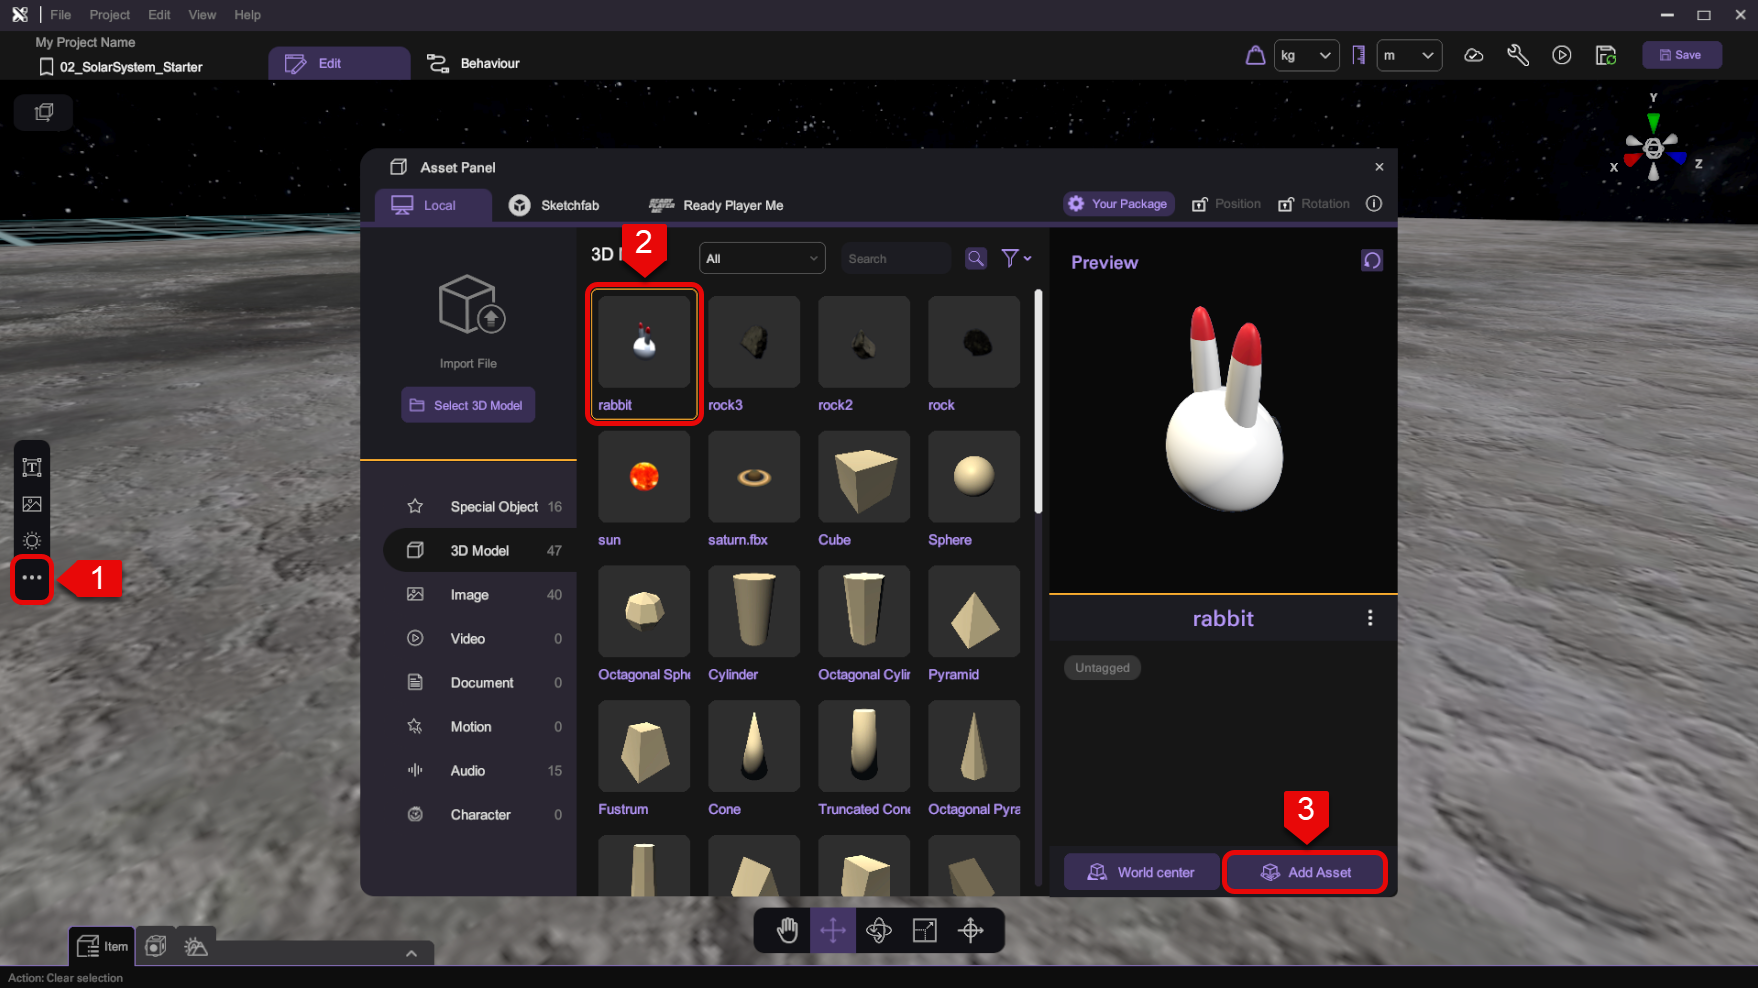 File Project Edit View Help
My Project Name
02_SolarSystem_Starter
Edit
Behaviour
kg
m
Save
Y
X
Z
Asset Panel
Local
Sketchfab
READY PLAYER ME
Ready Player Me
Your Package
Position
Rotation
Import File
Select 3D Model
Special Object 16
3D Model 47
Image 40
Video 0
Document 0
Motion 0
Audio 15
Character 0
3D
2
All
Search
rabbit
rock3
rock2
rock
sun
saturn.fbx
Cube
Sphere
Octagonal Sphe
Cylinder
Octagonal Cylin
Pyramid
Fustrum
Cone
Truncated Cone
Octagonal Pyra
Preview
rabbit
Untagged
3
World center
Add Asset
T
1
Item
Action: Clear selection